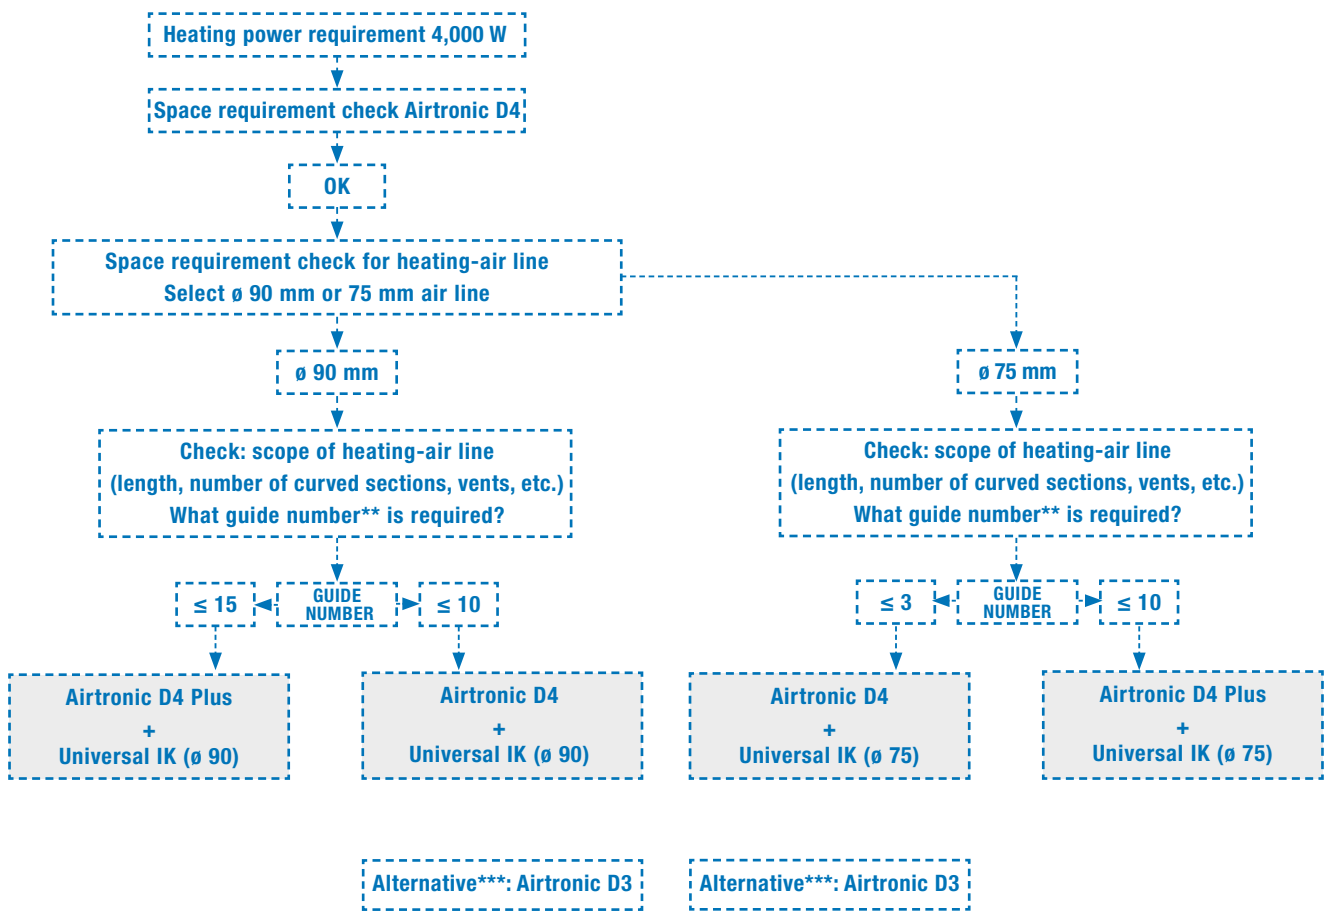 Heating power requirement 4,000 W
Space requirement check Airtronic D4
OK
Space requirement check for heating-air line
Select ø 90 mm or 75 mm air line
ø 90 mm
ø 75 mm
Check: scope of heating-air line
(length, number of curved sections, vents, etc.)
What guide number** is required?
Check: scope of heating-air line
(length, number of curved sections, vents, etc.)
What guide number** is required?
≤ 15
GUIDE
NUMBER
≤ 10
≤ 3
GUIDE
NUMBER
≤ 10
Airtronic D4 Plus
+
Universal IK (ø 90)
Airtronic D4
+
Universal IK (ø 90)
Airtronic D4
+
Universal IK (ø 75)
Airtronic D4 Plus
+
Universal IK (ø 75)
Alternative***: Airtronic D3
Alternative***: Airtronic D3